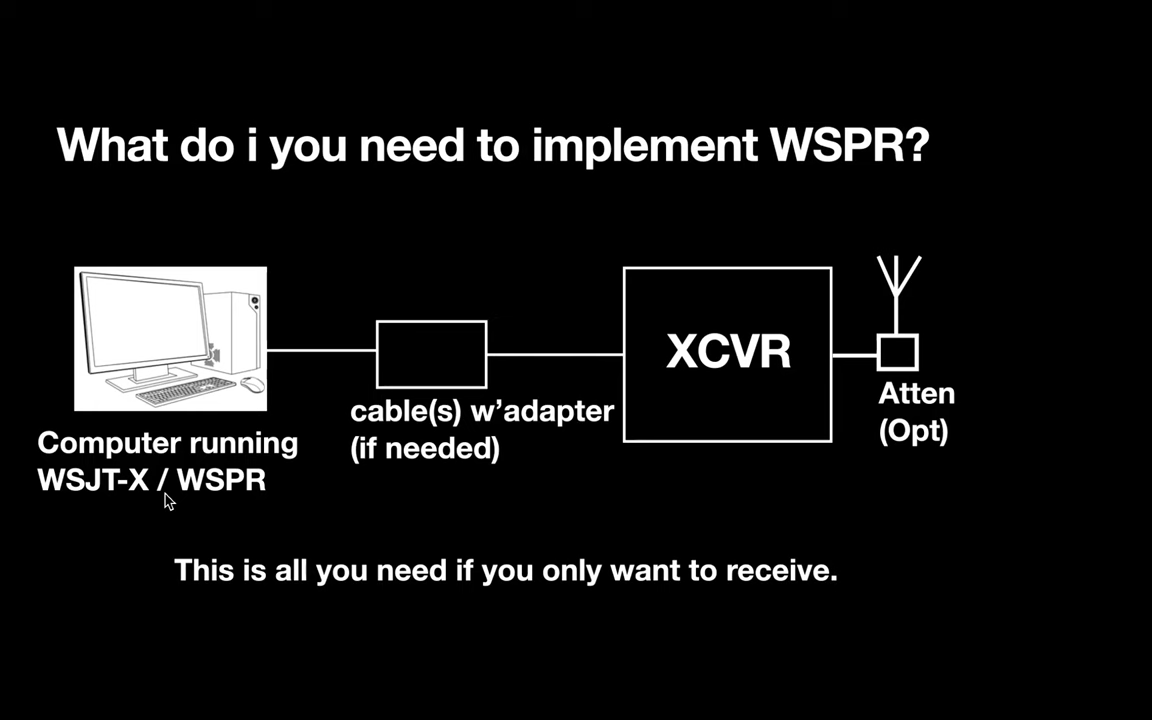 What do i you need to implement WSPR?
XCVR
cable(s) w’adapter
(if needed)
Atten
(Opt)
Computer running
WSJT-X / WSPR
This is all you need if you only want to receive.